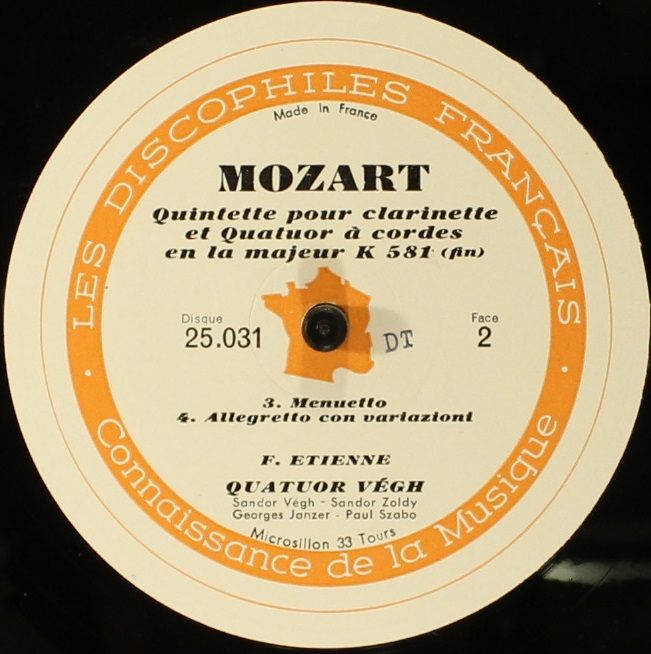 LES DISCOPHILES FRANÇAIS
Made in France
MOZART
Quintette pour clarinette
et Quatuor à cordes
en la majeur K 581 (fin)
Disque
25.031
DT
Face
2
3. Menuetto
4. Allegretto con variazioni
F. ETIENNE
QUATUOR VÉGH
Sandor Végh - Sandor Zoldy
Georges Janzer - Paul Szabo
Microsillon 33 Tours
Connaissance de la Musique